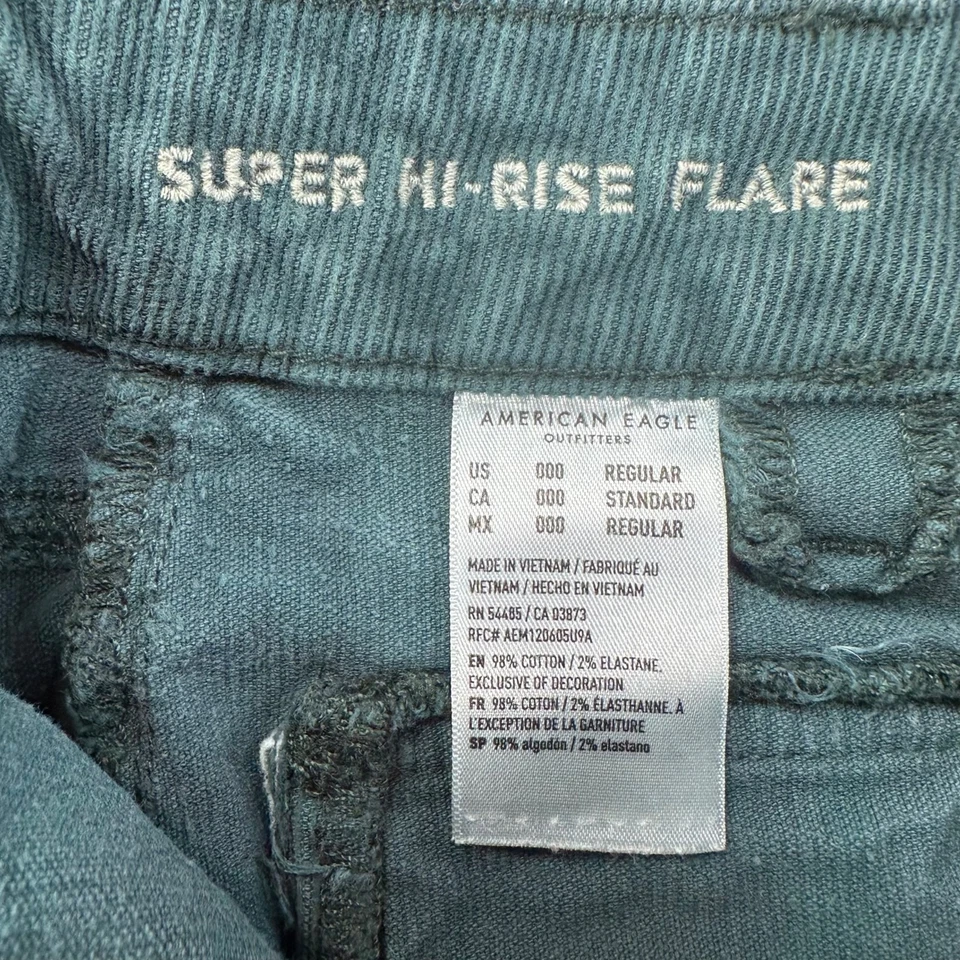 SUPER HI-RISE FLARE
AMERICAN EAGLE
OUTFITTERS
US 000 REGULAR
CA 000 STANDARD
MX 000 REGULAR
MADE IN VIETNAM / FABRIQUÉ AU
VIETNAM / HECHO EN VIETNAM
RN 54485 / CA 03873
RFC# AEM120605U9A
EN 98% COTTON / 2% ELASTANE,
EXCLUSIVE OF DECORATION
FR 98% COTON / 2% ÉLASTHANNE. À
L'EXCEPTION DE LA GARNITURE
SP 98% algodón / 2% elastano